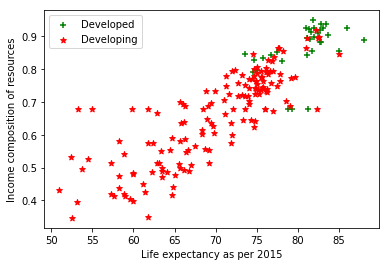 Developed
Developing
Income composition of resources
0.9
0.8
0.7
0.6
0.5
0.4
50 55 60 65 70 75 80 85
Life expectancy as per 2015